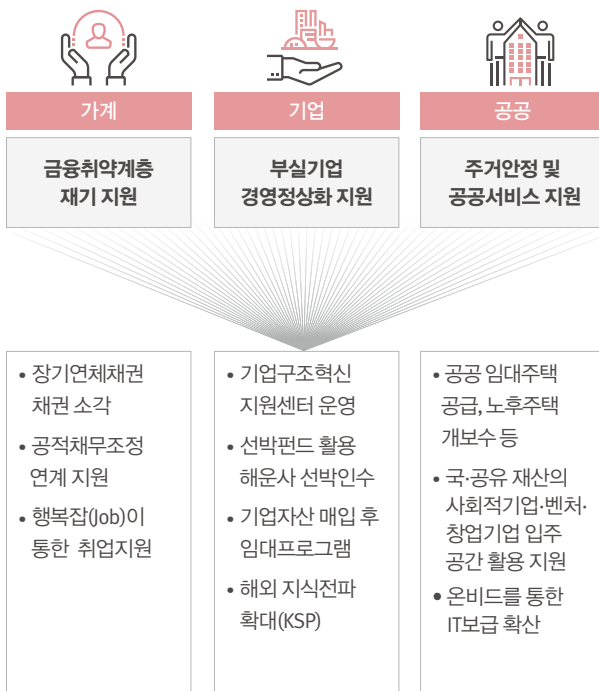 가계
금융취약계층
재기 지원
기업
부실기업
경영정상화 지원
공공
주거안정 및
공공서비스 지원
• 장기연체채권
채권 소각
• 공적채무조정
연계 지원
• 행복잡(Job)이
통한 취업지원
• 기업구조혁신
지원센터 운영
• 선박펀드 활용
해운사 선박인수
• 기업자산 매입 후
임대프로그램
• 해외 지식전파
확대(KSP)
• 공공 임대주택
공급, 노후주택
개보수 등
• 국·공유 재산의
사회적기업·벤처·
창업기업 입주
공간 활용 지원
• 온비드를 통한
IT보급 확산